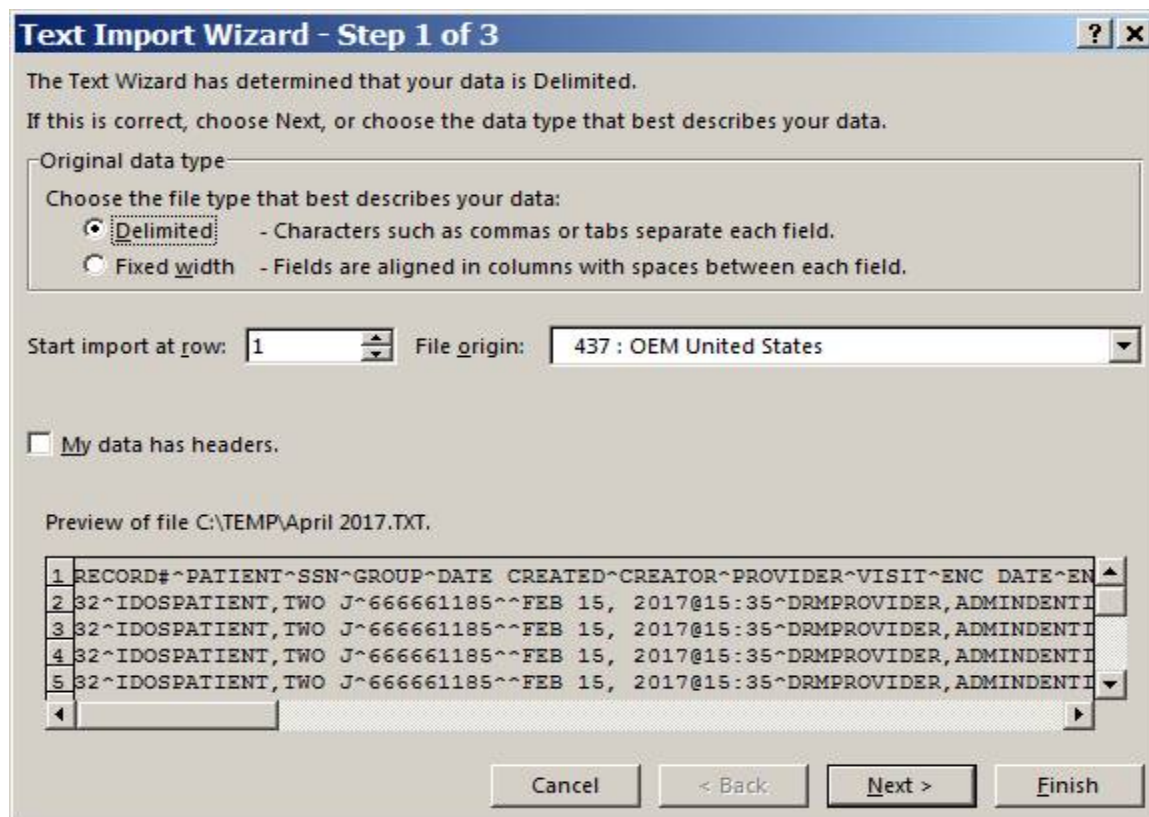 Text Import Wizard - Step 1 of 3
The Text Wizard has determined that your data is Delimited.
If this is correct, choose Next, or choose the data type that best describes your data.
Original data type
Choose the file type that best describes your data:
Delimited - Characters such as commas or tabs separate each field.
Fixed width - Fields are aligned in columns with spaces between each field.
Start import at row: 1 File origin: 437 : OEM United States
My data has headers.
Preview of file C:\TEMP\April 2017.TXT.
1 RECORD#^PATIENT^SSN^GROUP^DATE CREATED^CREATOR^PROVIDER^VISIT^ENC DATE^EN
2 32^IDOSPATIENT,TWO J^666661185^^FEB 15, 2017@15:35^DRMPROVIDER,ADMINDENTI
3 32^IDOSPATIENT,TWO J^666661185^^FEB 15, 2017@15:35^DRMPROVIDER,ADMINDENTI
4 32^IDOSPATIENT,TWO J^666661185^^FEB 15, 2017@15:35^DRMPROVIDER,ADMINDENTI
5 32^IDOSPATIENT,TWO J^666661185^^FEB 15, 2017@15:35^DRMPROVIDER,ADMINDENTI
Cancel < Back Next > Finish